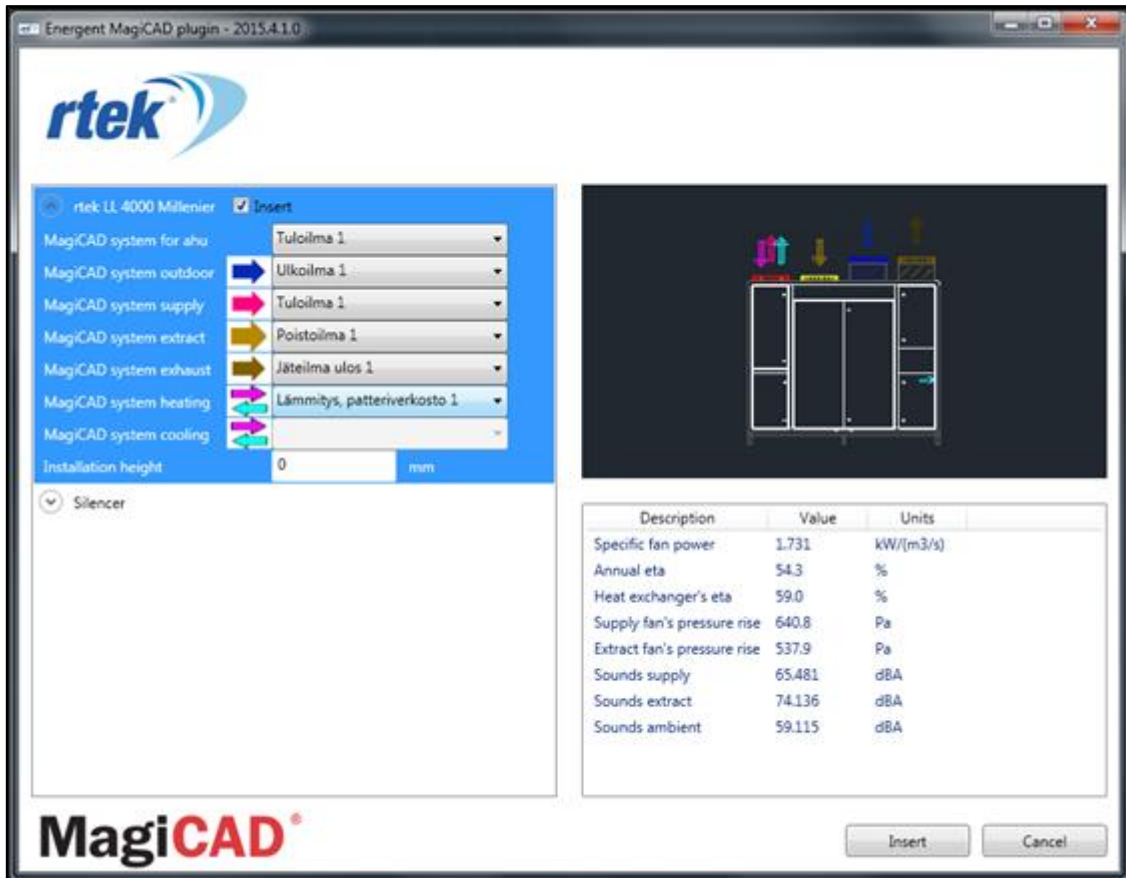 Energent MagiCAD plugin - 2015.4.1.0
rtek
rtek LL 4000 Millenier Insert
MagiCAD system for ahu Tuloilma 1
MagiCAD system outdoor Ulkoilma 1
MagiCAD system supply Tuloilma 1
MagiCAD system extract Poistoilma 1
MagiCAD system exhaust Jäteilma ulos 1
MagiCAD system heating Lämmitys, patteriverkosto 1
MagiCAD system cooling
Installation height 0 mm
Silencer
Description Value Units
Specific fan power 1.731 kW/(m3/s)
Annual eta 54.3 %
Heat exchanger's eta 59.0 %
Supply fan's pressure rise 640.8 Pa
Extract fan's pressure rise 537.9 Pa
Sounds supply 65.481 dBA
Sounds extract 74.136 dBA
Sounds ambient 59.115 dBA
MagiCAD®
Insert Cancel